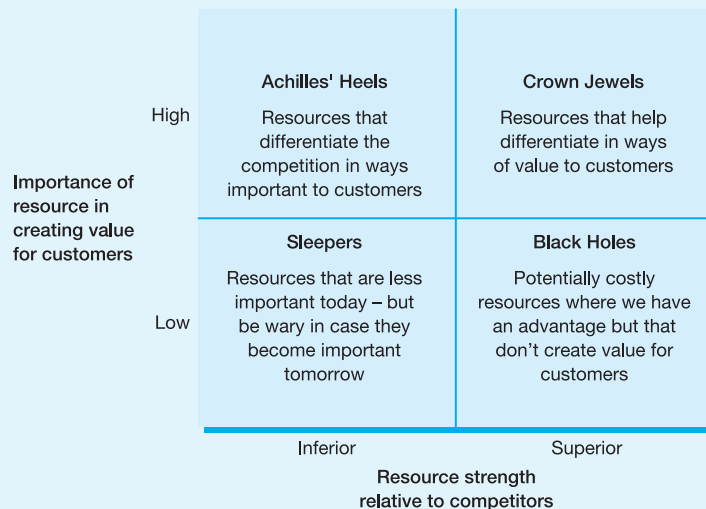 Achilles' Heels
Resources that
differentiate the
competition in ways
important to customers
Crown Jewels
Resources that help
differentiate in ways
of value to customers
High
Importance of
resource in
creating value
for customers
Sleepers
Resources that are less
important today – but
be wary in case they
become important
tomorrow
Black Holes
Potentially costly
resources where we have
an advantage but that
don't create value for
customers
Low
Inferior
Superior
Resource strength
relative to competitors